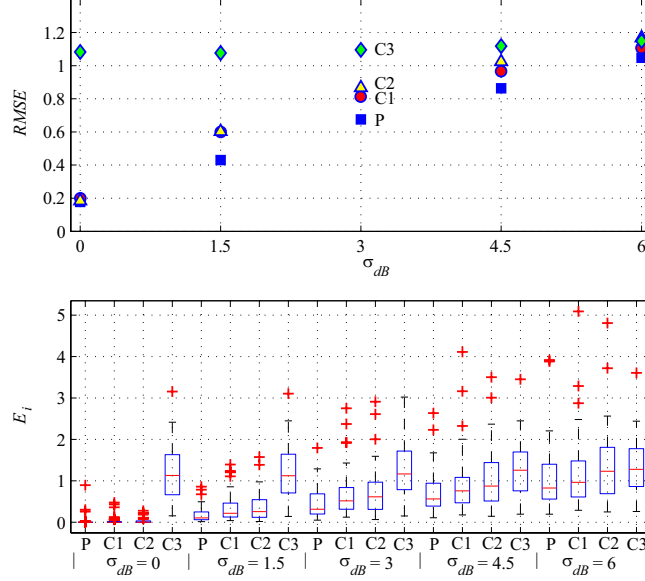 1.2
1
0.8
0.6
0.4
0.2
0
RMSE
C3
C2
C1
P
0 1.5 3 4.5 6
σdB
5
4
3
2
1
0
Ei
P C1 C2 C3 P C1 C2 C3 P C1 C2 C3 P C1 C2 C3 P C1 C2 C3
| σdB = 0 | σdB = 1.5 | σdB = 3 | σdB = 4.5 | σdB = 6 |